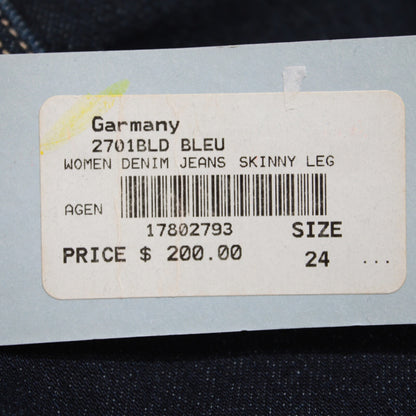 Garmany
2701BLD BLEU
WOMEN DENIM JEANS SKINNY LEG
AGEN
17802793 SIZE
PRICE $ 200.00 24 ...